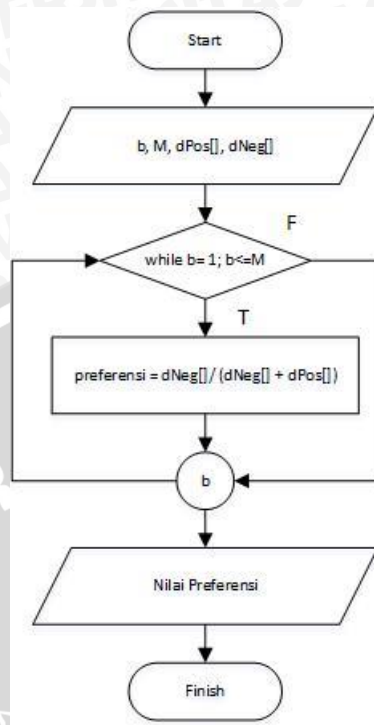 Start
b, M, dPos[], dNeg[]
F
while b= 1; b<=M
T
preferensi = dNeg[]/ (dNeg[] + dPos[])
b
Nilai Preferensi
Finish